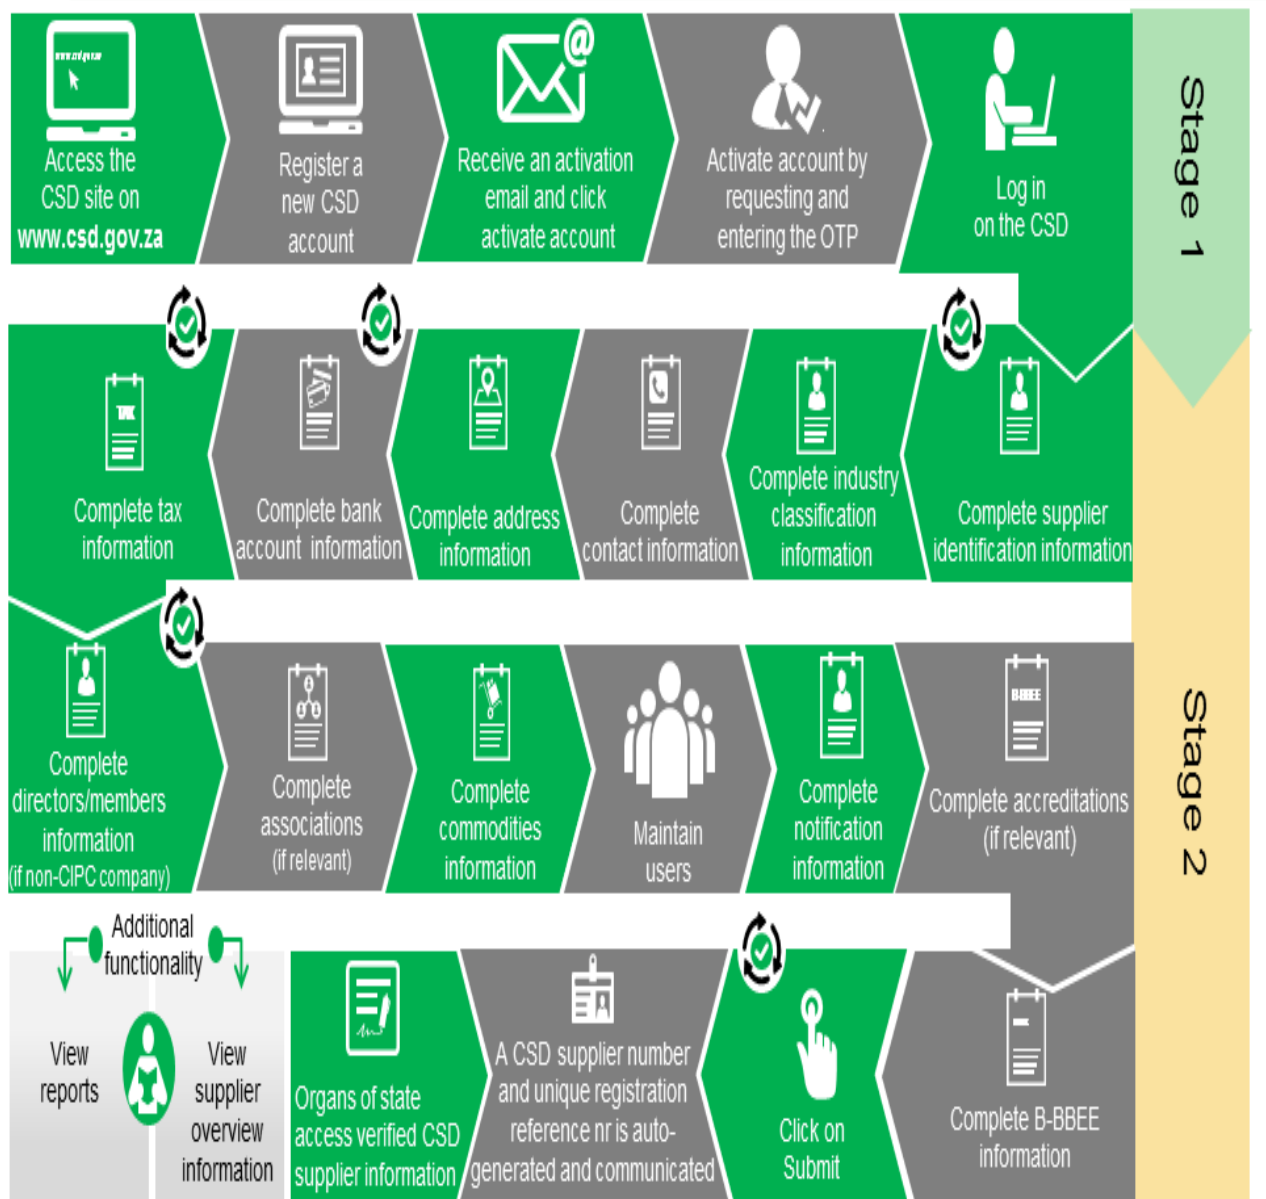 www.csd.gov.za
Access the
CSD site on
www.csd.gov.za
Register a
new CSD
account
@
Receive an activation
email and click
activate account
Activate account by
requesting and
entering the OTP
Log in
on the CSD
Stage 1
TAX
Complete tax
information
Complete bank
account information
Complete address
information
Complete
contact information
Complete industry
classification
information
Complete supplier
identification information
Complete
directors/members
information
(if non-CIPC company)
Complete
associations
(if relevant)
Complete
commodities
information
Maintain
users
Complete
notification
information
B-BBEE
Complete accreditations
(if relevant)
Stage 2
Additional
functionality
View
reports
View
supplier
overview
information
Organs of state
access verified CSD
supplier information
A CSD supplier number
and unique registration
reference nr is auto-
generated and communicated
Click on
Submit
Complete B-BBEE
information